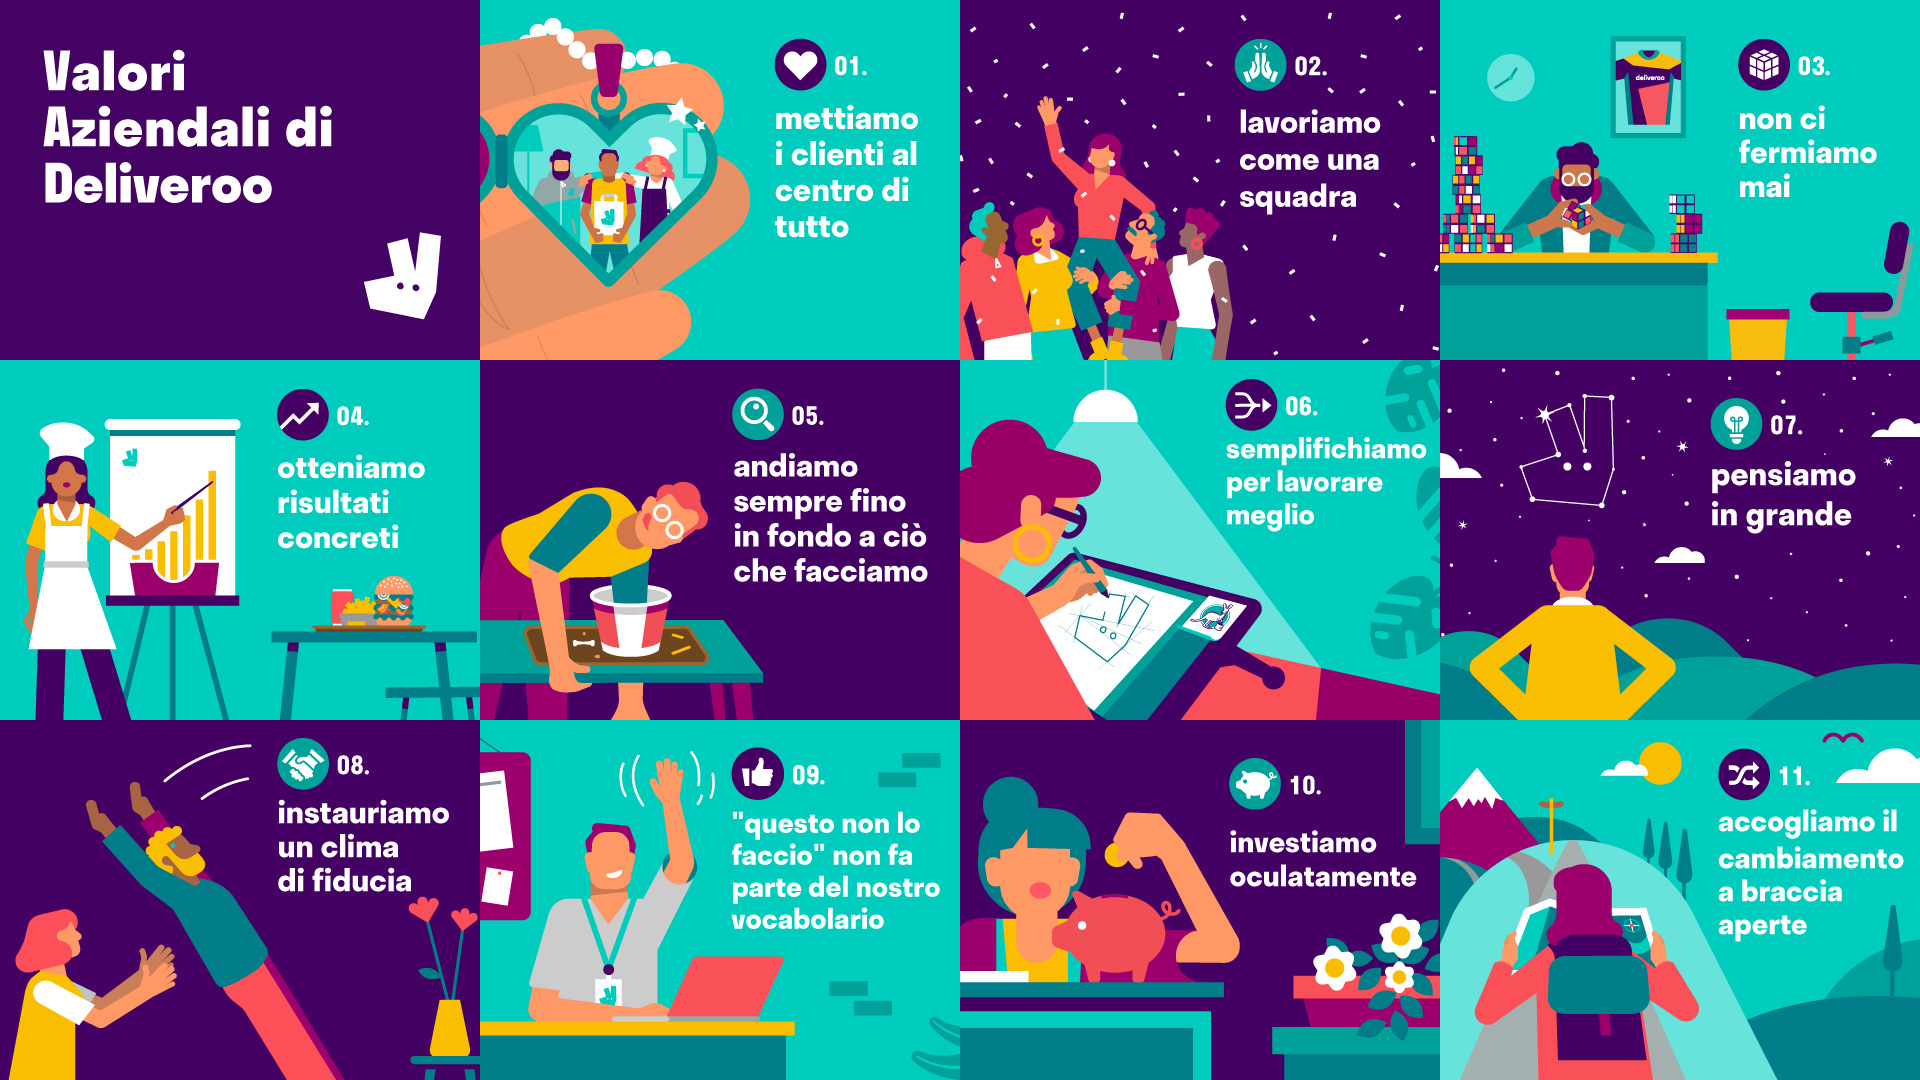 Valori
Aziendali di
Deliveroo
01.
mettiamo
i clienti al
centro di
tutto
02.
lavoriamo
come una
squadra
deliveroo
03.
non ci
fermiamo
mai
04.
otteniamo
risultati
concreti
05.
andiamo
sempre fino
in fondo a ciò
che facciamo
06.
semplifichiamo
per lavorare
meglio
07.
pensiamo
in grande
08.
instauriamo
un clima
di fiducia
09.
"questo non lo
faccio" non fa
parte del nostro
vocabolario
10.
investiamo
oculatamente
11.
accogliamo il
cambiamento
a braccia
aperte